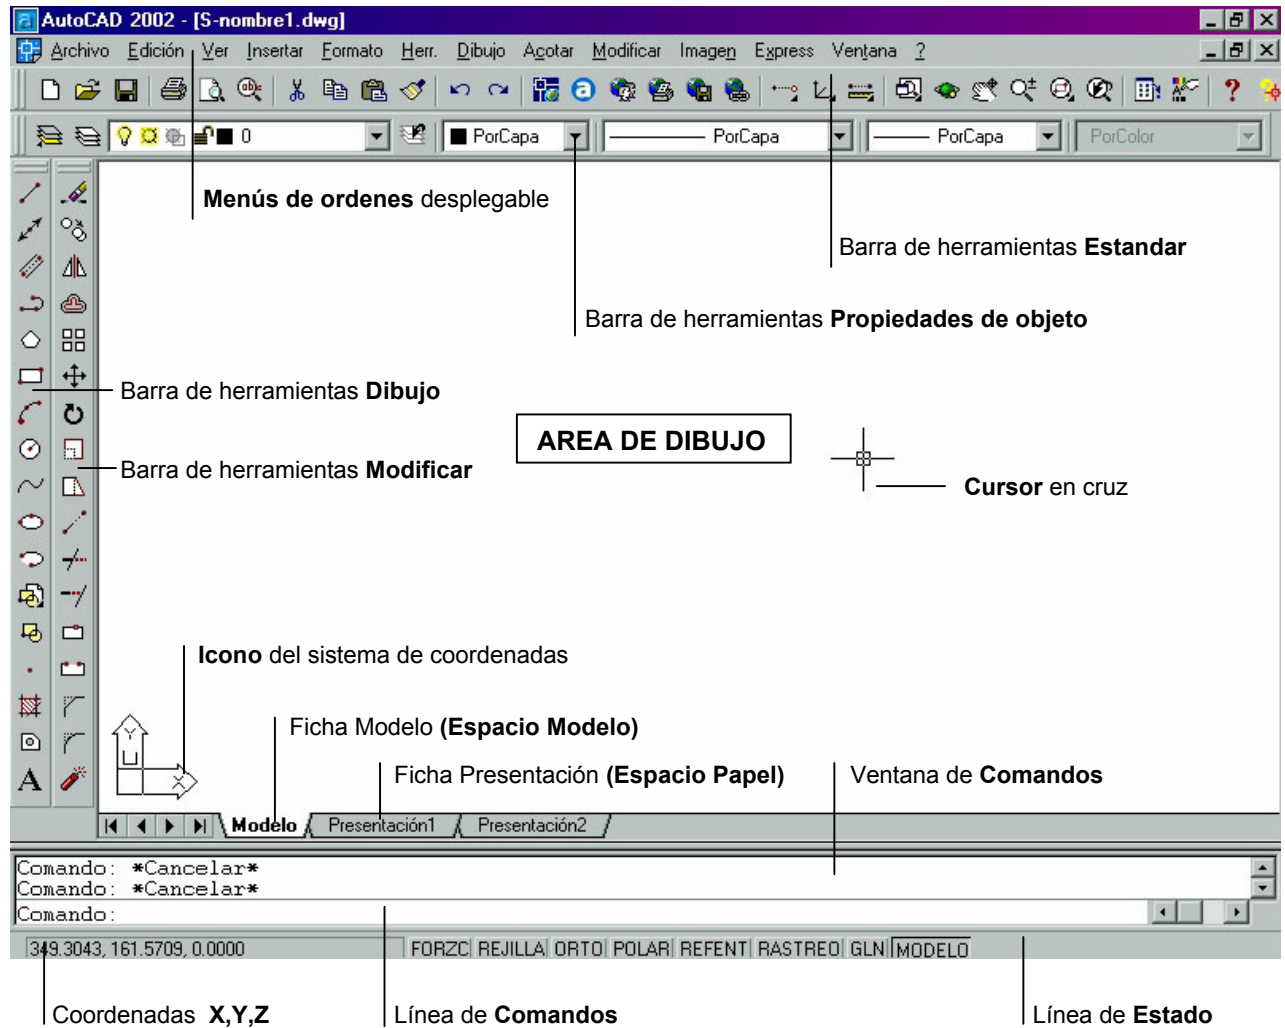 AutoCAD 2002 - [S-nombre1.dwg]
Archivo Edición Ver Insertar Formato Herr. Dibujo Acotar Modificar Imagen Express Ventana ?
0 PorCapa PorCapa PorCapa PorColor
Menús de ordenes desplegable
Barra de herramientas Estandar
Barra de herramientas Propiedades de objeto
Barra de herramientas Dibujo
AREA DE DIBUJO
Barra de herramientas Modificar
Cursor en cruz
Icono del sistema de coordenadas
Ficha Modelo (Espacio Modelo)
Y
Ficha Presentación (Espacio Papel)
Ventana de Comandos
X
A
Modelo Presentación1 Presentación2
Comando: *Cancelar*
Comando: *Cancelar*
Comando:
349.3043, 161.5709, 0.0000 FORZC REJILLA ORTO POLAR REFENT RASTREO GLN MODELO
Coordenadas X,Y,Z
Línea de Comandos
Línea de Estado